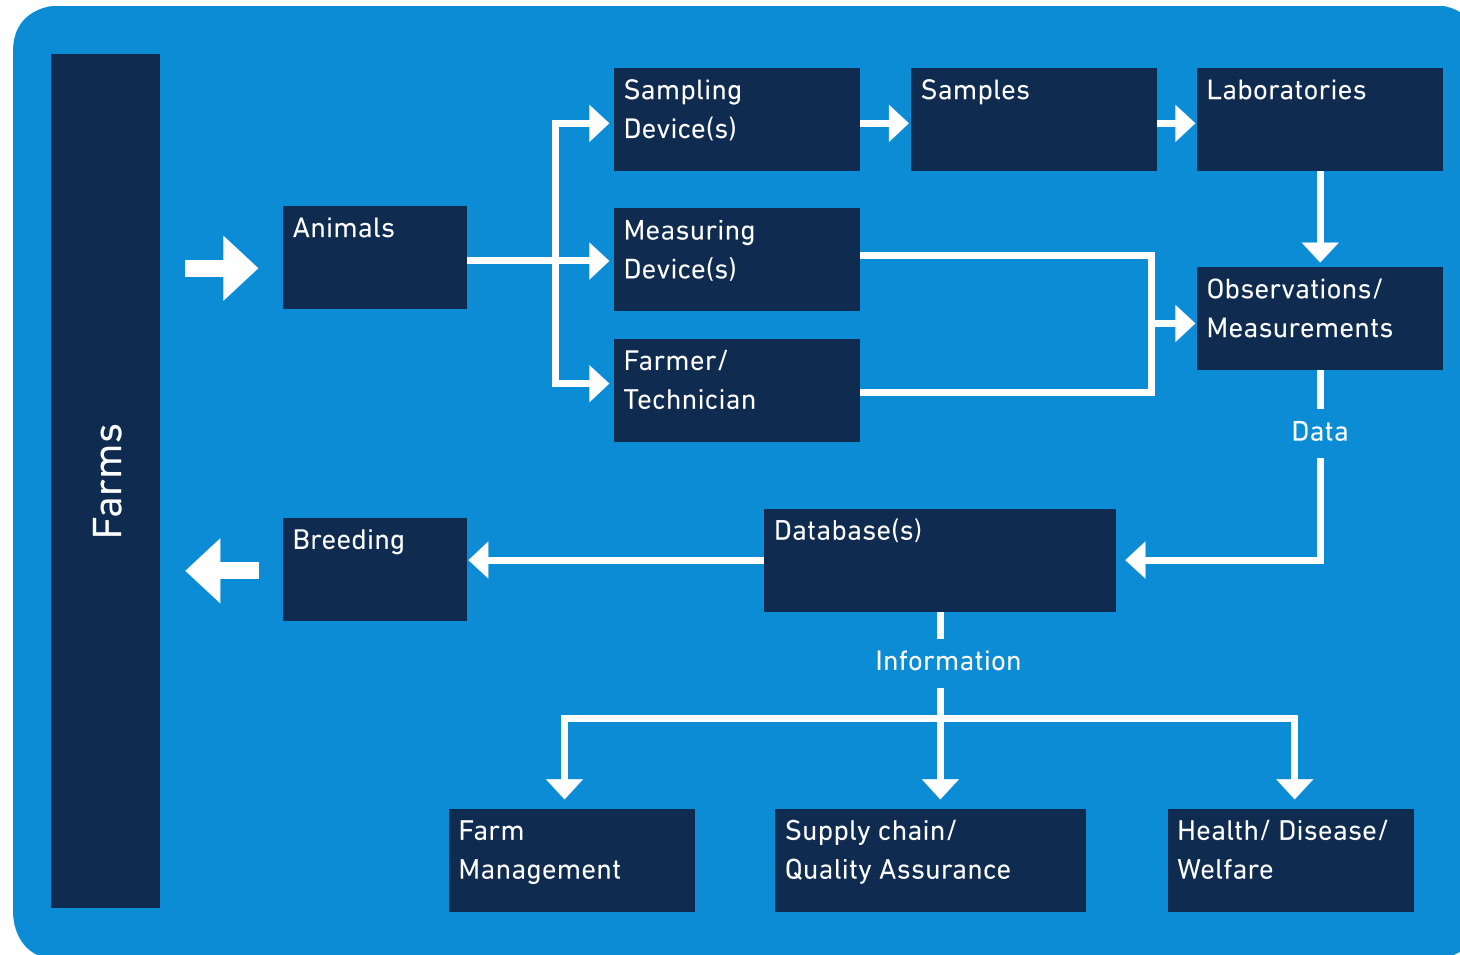 Farms
Animals
Sampling
Device(s)
Samples
Laboratories
Measuring
Device(s)
Farmer/
Technician
Observations/
Measurements
Data
Database(s)
Breeding
Information
Farm
Management
Supply chain/
Quality Assurance
Health/ Disease/
Welfare